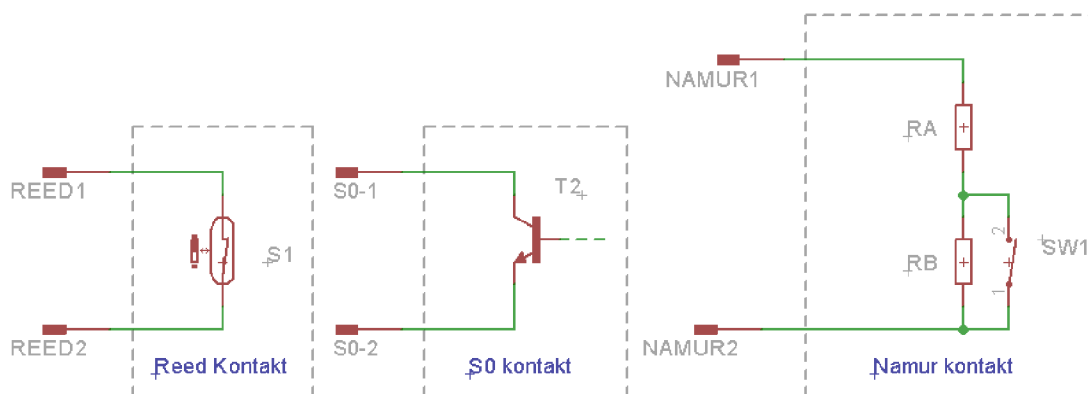 REED1
REED2
S1
Reed Kontakt
S0-1
S0-2
T2
S0 kontakt
NAMUR1
NAMUR2
RA
RB
2
1
SW1
Namur kontakt